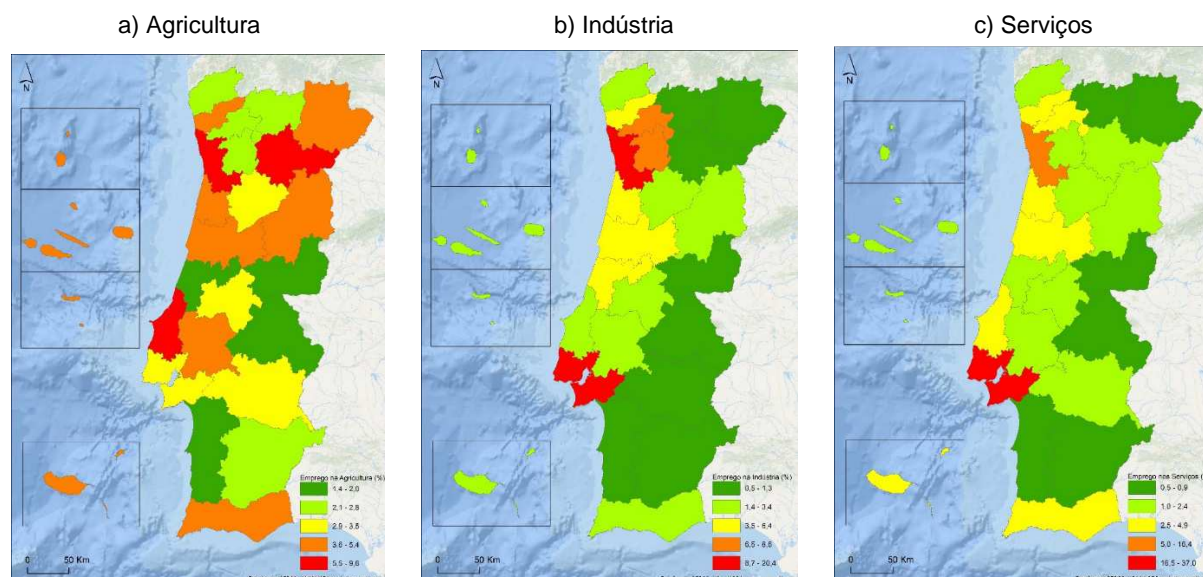 a) Agricultura
b) Indústria
c) Serviços
N
N
N
Emprego na Agricultura (%)
1,4 - 2,0
2,1 - 2,8
2,9 - 3,5
3,6 - 5,4
5,5 - 9,6
0 50 Km
Emprego na Indústria (%)
0,5 - 1,3
1,4 - 3,4
3,5 - 6,4
6,5 - 8,6
8,7 - 20,4
0 50 Km
Emprego nos Serviços (
0,5 - 0,9
1,0 - 2,4
2,5 - 4,9
5,0 - 16,4
16,5 - 37,0
0 50 Km